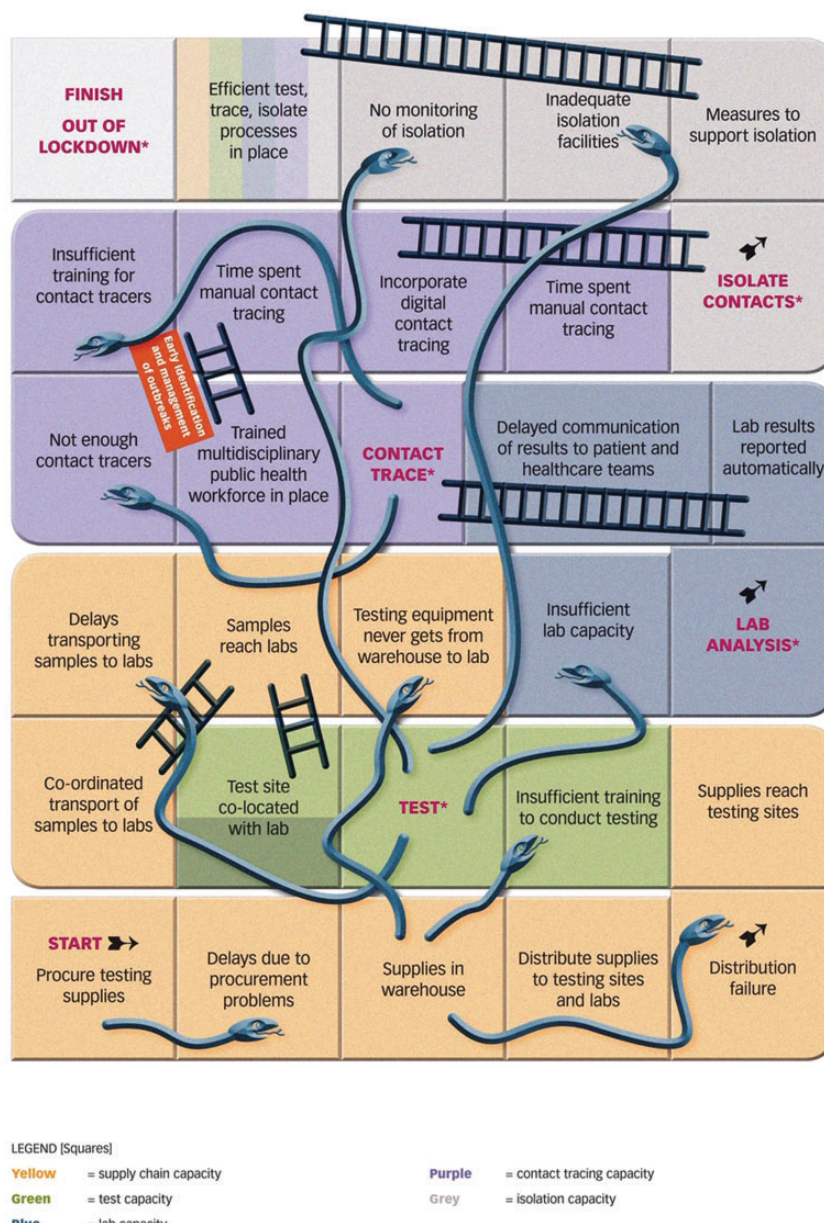 FINISH
OUT OF
LOCKDOWN*
Efficient test,
trace, isolate
processes
in place
No monitoring
of isolation
Inadequate
isolation
facilities
Measures to
support isolation
Insufficient
training for
contact tracers
Time spent
manual contact
tracing
Incorporate
digital
contact
tracing
Time spent
manual contact
tracing
ISOLATE
CONTACTS*
Early identification
and management
of outbreaks
Not enough
contact tracers
Trained
multidisciplinary
public health
workforce in place
CONTACT
TRACE*
Delayed communication
of results to patient and
healthcare teams
Lab results
reported
automatically
Delays
transporting
samples to labs
Samples
reach labs
Testing equipment
never gets from
warehouse to lab
Insufficient
lab capacity
LAB
ANALYSIS*
Co-ordinated
transport of
samples to labs
Test site
co-located
with lab
TEST*
Insufficient training
to conduct testing
Supplies reach
testing sites
START
Procure testing
supplies
Delays due to
procurement
problems
Supplies in
warehouse
Distribute supplies
to testing sites
and labs
Distribution
failure
LEGEND [Squares]
Yellow = supply chain capacity
Purple = contact tracing capacity
Green = test capacity
Grey = isolation capacity
Blue = lab capacity